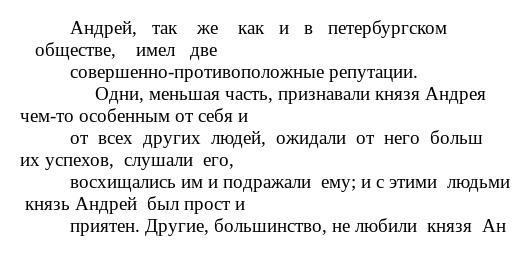 Андрей, так же как и в петербургском
обществе, имел две
совершенно-противоположные репутации.
Одни, меньшая часть, признавали князя Андрея
чем-то особенным от себя и
от всех других людей, ожидали от него больш
их успехов, слушали его,
восхищались им и подражали ему; и с этими людьми
князь Андрей был прост и
приятен. Другие, большинство, не любили князя Ан